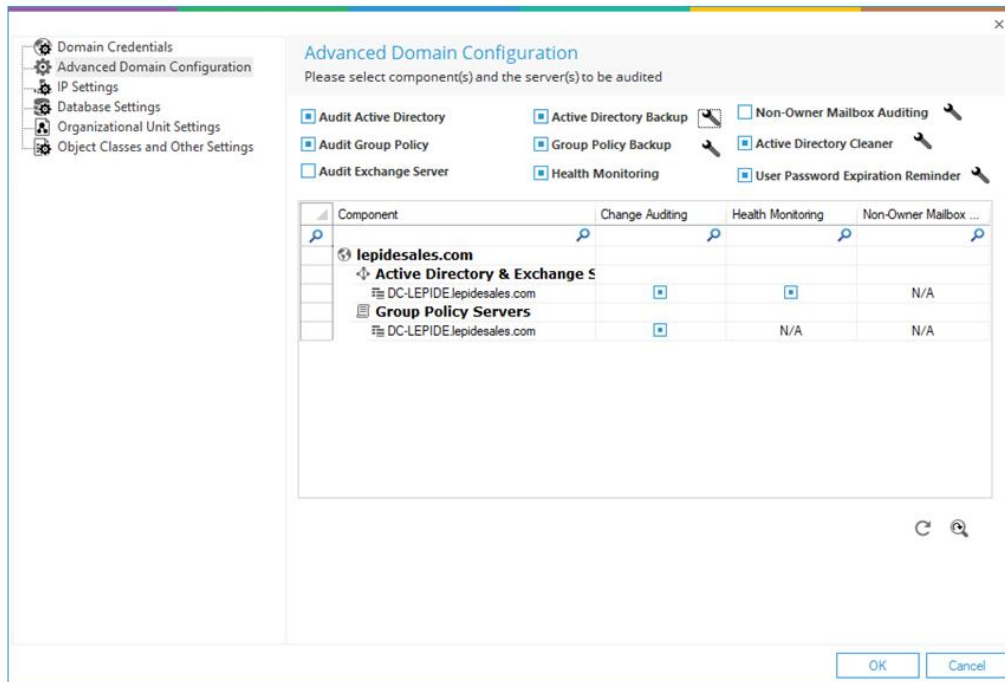 Domain Credentials
Advanced Domain Configuration
IP Settings
Database Settings
Organizational Unit Settings
Object Classes and Other Settings
Advanced Domain Configuration
Please select component(s) and the server(s) to be audited
Audit Active Directory
Active Directory Backup
Non-Owner Mailbox Auditing
Audit Group Policy
Group Policy Backup
Active Directory Cleaner
Audit Exchange Server
Health Monitoring
User Password Expiration Reminder
Component Change Auditing Health Monitoring Non-Owner Mailbox ...
lepidesales.com
Active Directory & Exchange S
DC-LEPIDE.lepidesales.com N/A
Group Policy Servers
DC-LEPIDE.lepidesales.com N/A N/A
OK Cancel